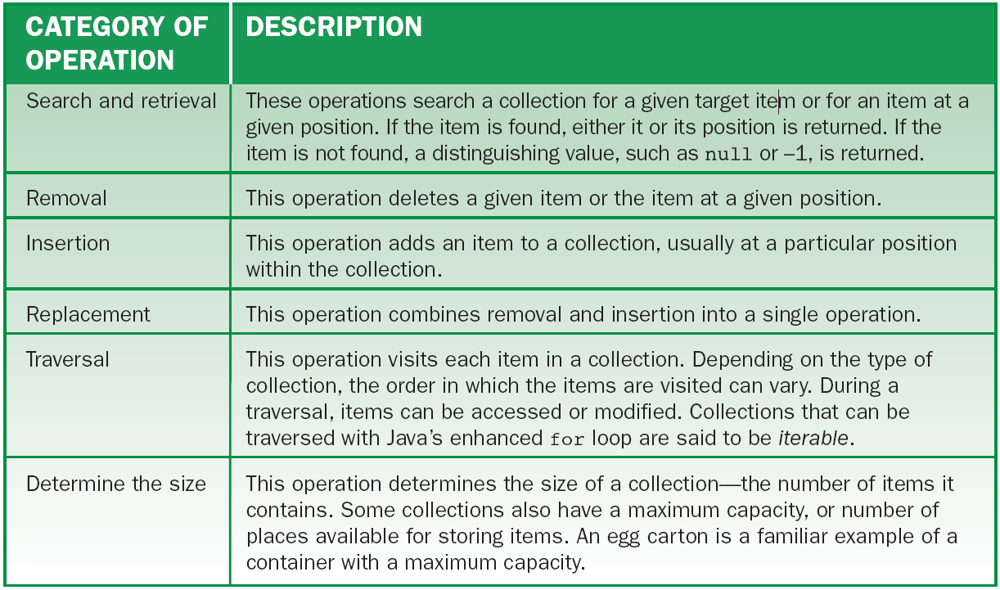 CATEGORY OF
OPERATION
DESCRIPTION
Search and retrieval
These operations search a collection for a given target item or for an item at a
given position. If the item is found, either it or its position is returned. If the
item is not found, a distinguishing value, such as null or –1, is returned.
Removal
This operation deletes a given item or the item at a given position.
Insertion
This operation adds an item to a collection, usually at a particular position
within the collection.
Replacement
This operation combines removal and insertion into a single operation.
Traversal
This operation visits each item in a collection. Depending on the type of
collection, the order in which the items are visited can vary. During a
traversal, items can be accessed or modified. Collections that can be
traversed with Java’s enhanced for loop are said to be iterable.
Determine the size
This operation determines the size of a collection—the number of items it
contains. Some collections also have a maximum capacity, or number of
places available for storing items. An egg carton is a familiar example of a
container with a maximum capacity.